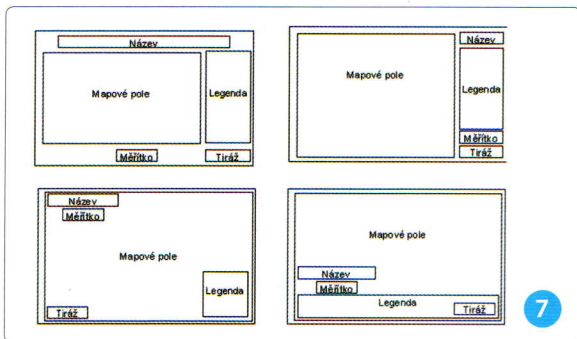 Název
Mapové pole
Legenda
Měřítko
Tiráž
Název
Mapové pole
Legenda
Měřítko
Tiráž
Název
Měřítko
Mapové pole
Legenda
Tiráž
Mapové pole
Název
Měřítko
Legenda
Tiráž
7